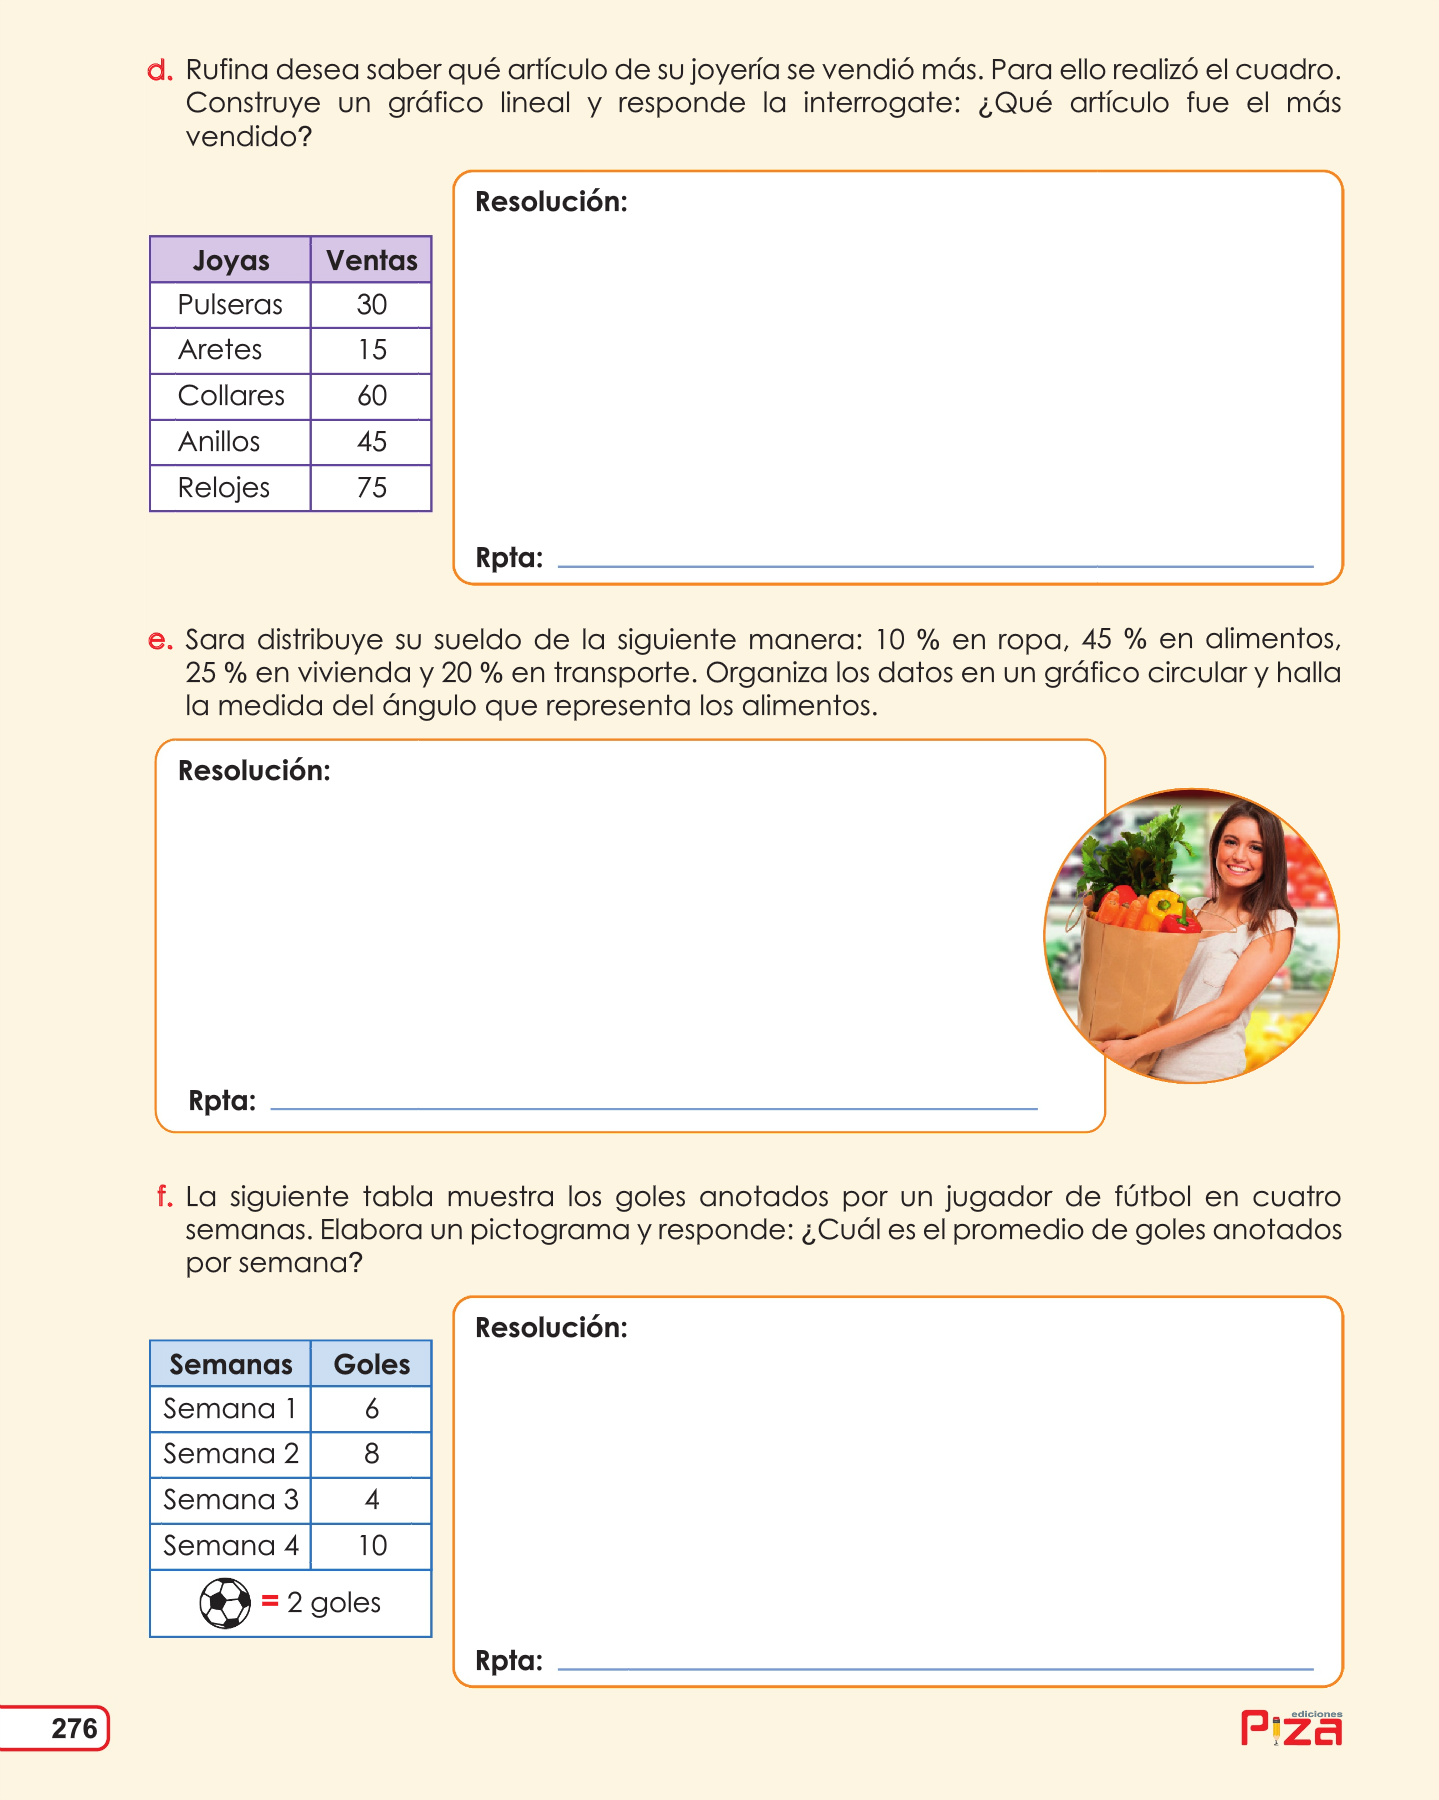 d. Rufina desea saber qué artículo de su joyería se vendió más. Para ello realizó el cuadro.
Construye un gráfico lineal y responde la interrogate: ¿Qué artículo fue el más
vendido?
Resolución:
Joyas Ventas
Pulseras 30
Aretes 15
Collares 60
Anillos 45
Relojes 75
Rpta:
e. Sara distribuye su sueldo de la siguiente manera: 10 % en ropa, 45 % en alimentos,
25 % en vivienda y 20 % en transporte. Organiza los datos en un gráfico circular y halla
la medida del ángulo que representa los alimentos.
Resolución:
Rpta:
f. La siguiente tabla muestra los goles anotados por un jugador de fútbol en cuatro
semanas. Elabora un pictograma y responde: ¿Cuál es el promedio de goles anotados
por semana?
Resolución:
Semanas Goles
Semana 1 6
Semana 2 8
Semana 3 4
Semana 4 10
= 2 goles
Rpta:
276
ediciones
Piza